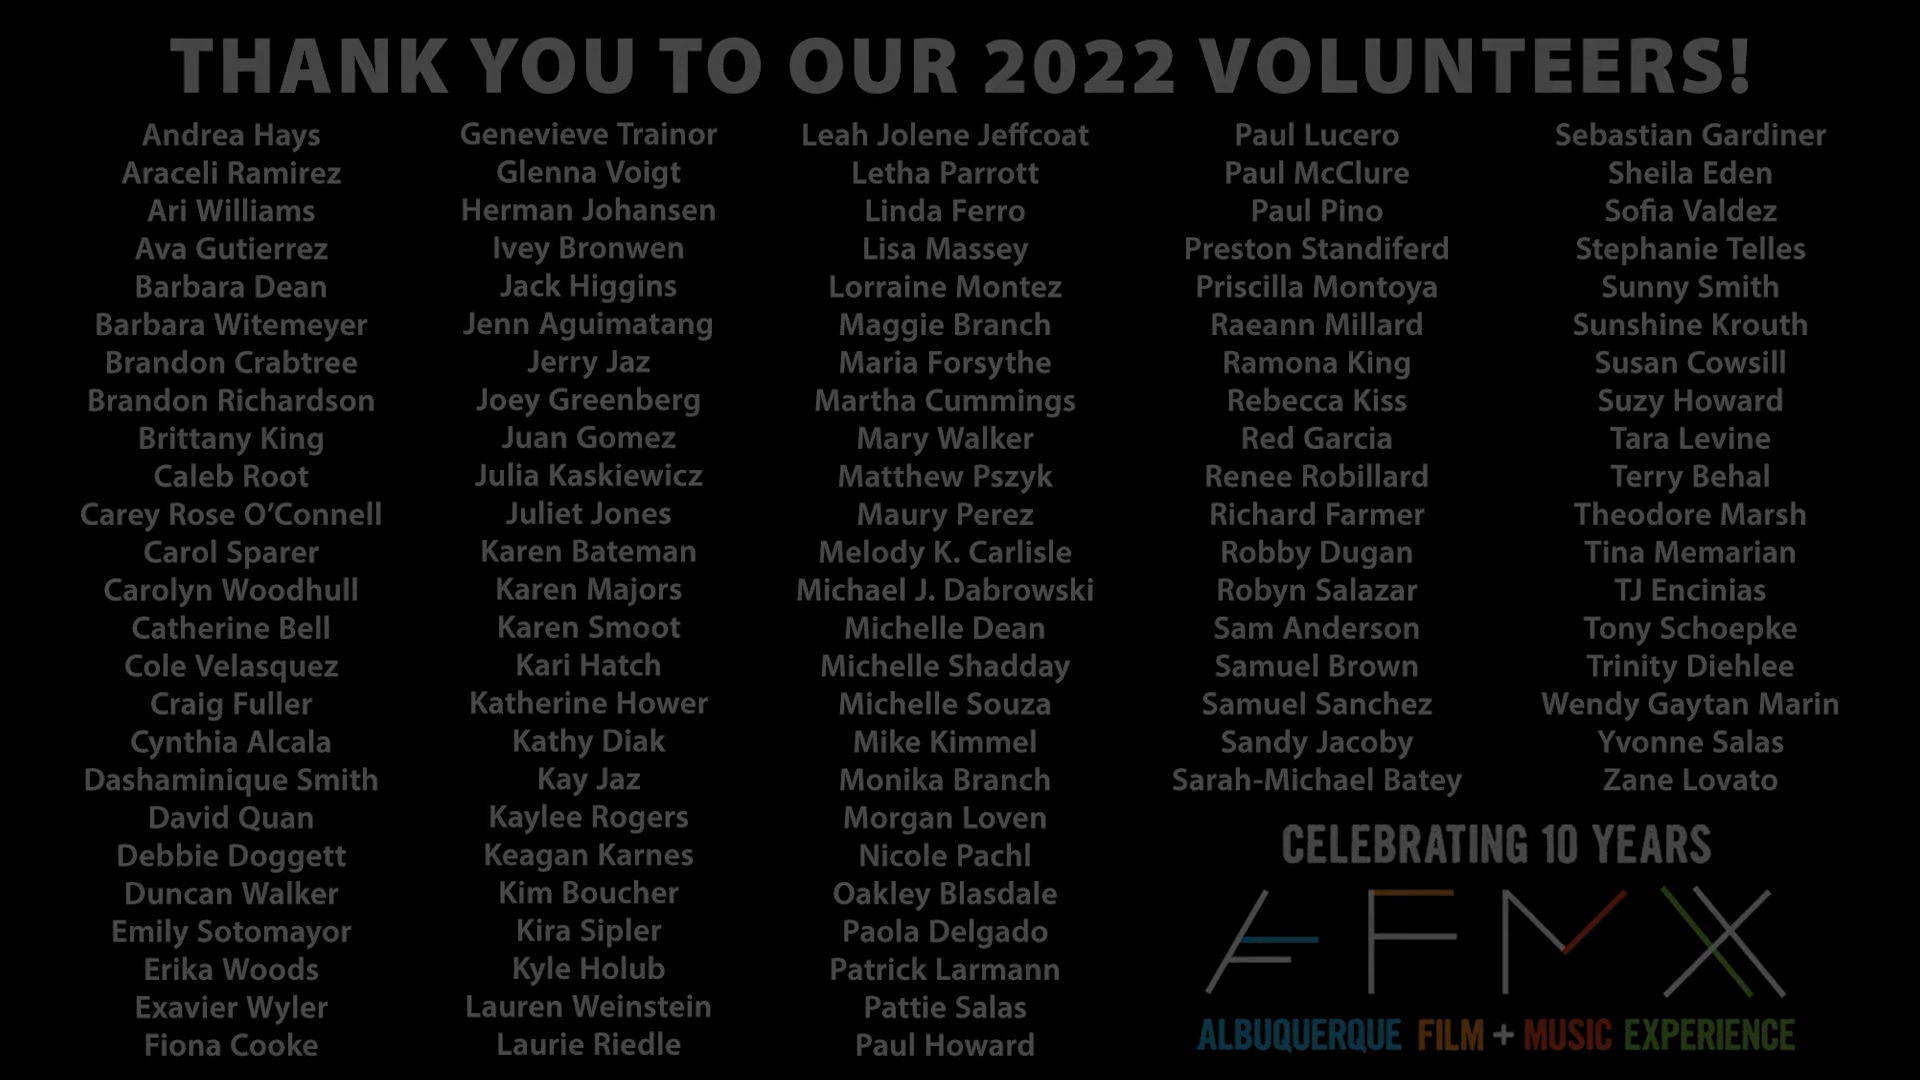 THANK YOU TO OUR 2022 VOLUNTEERS!
Andrea Hays
Araceli Ramirez
Ari Williams
Ava Gutierrez
Barbara Dean
Barbara Witemeyer
Brandon Crabtree
Brandon Richardson
Brittany King
Caleb Root
Carey Rose O’Connell
Carol Sparer
Carolyn Woodhull
Catherine Bell
Cole Velasquez
Craig Fuller
Cynthia Alcala
Dashaminique Smith
David Quan
Debbie Doggett
Duncan Walker
Emily Sotomayor
Erika Woods
Exavier Wyler
Fiona Cooke
Genevieve Trainor
Glenna Voigt
Herman Johansen
Ivey Bronwen
Jack Higgins
Jenn Aguimatang
Jerry Jaz
Joey Greenberg
Juan Gomez
Julia Kaskiewicz
Juliet Jones
Karen Bateman
Karen Majors
Karen Smoot
Kari Hatch
Katherine Hower
Kathy Diak
Kay Jaz
Kaylee Rogers
Keagan Karnes
Kim Boucher
Kira Sipler
Kyle Holub
Lauren Weinstein
Laurie Riedle
Leah Jolene Jeffcoat
Letha Parrott
Linda Ferro
Lisa Massey
Lorraine Montez
Maggie Branch
Maria Forsythe
Martha Cummings
Mary Walker
Matthew Pszyk
Maury Perez
Melody K. Carlisle
Michael J. Dabrowski
Michelle Dean
Michelle Shadday
Michelle Souza
Mike Kimmel
Monika Branch
Morgan Loven
Nicole Pachl
Oakley Blasdale
Paola Delgado
Patrick Larmann
Pattie Salas
Paul Howard
Paul Lucero
Paul McClure
Paul Pino
Preston Standiferd
Priscilla Montoya
Raeann Millard
Ramona King
Rebecca Kiss
Red Garcia
Renee Robillard
Richard Farmer
Robby Dugan
Robyn Salazar
Sam Anderson
Samuel Brown
Samuel Sanchez
Sandy Jacoby
Sarah-Michael Batey
Sebastian Gardiner
Sheila Eden
Sofia Valdez
Stephanie Telles
Sunny Smith
Sunshine Krouth
Susan Cowsill
Suzy Howard
Tara Levine
Terry Behal
Theodore Marsh
Tina Memarian
TJ Encinias
Tony Schoepke
Trinity Diehlee
Wendy Gaytan Marin
Yvonne Salas
Zane Lovato
CELEBRATING 10 YEARS
AFMX
ALBUQUERQUE FILM + MUSIC EXPERIENCE